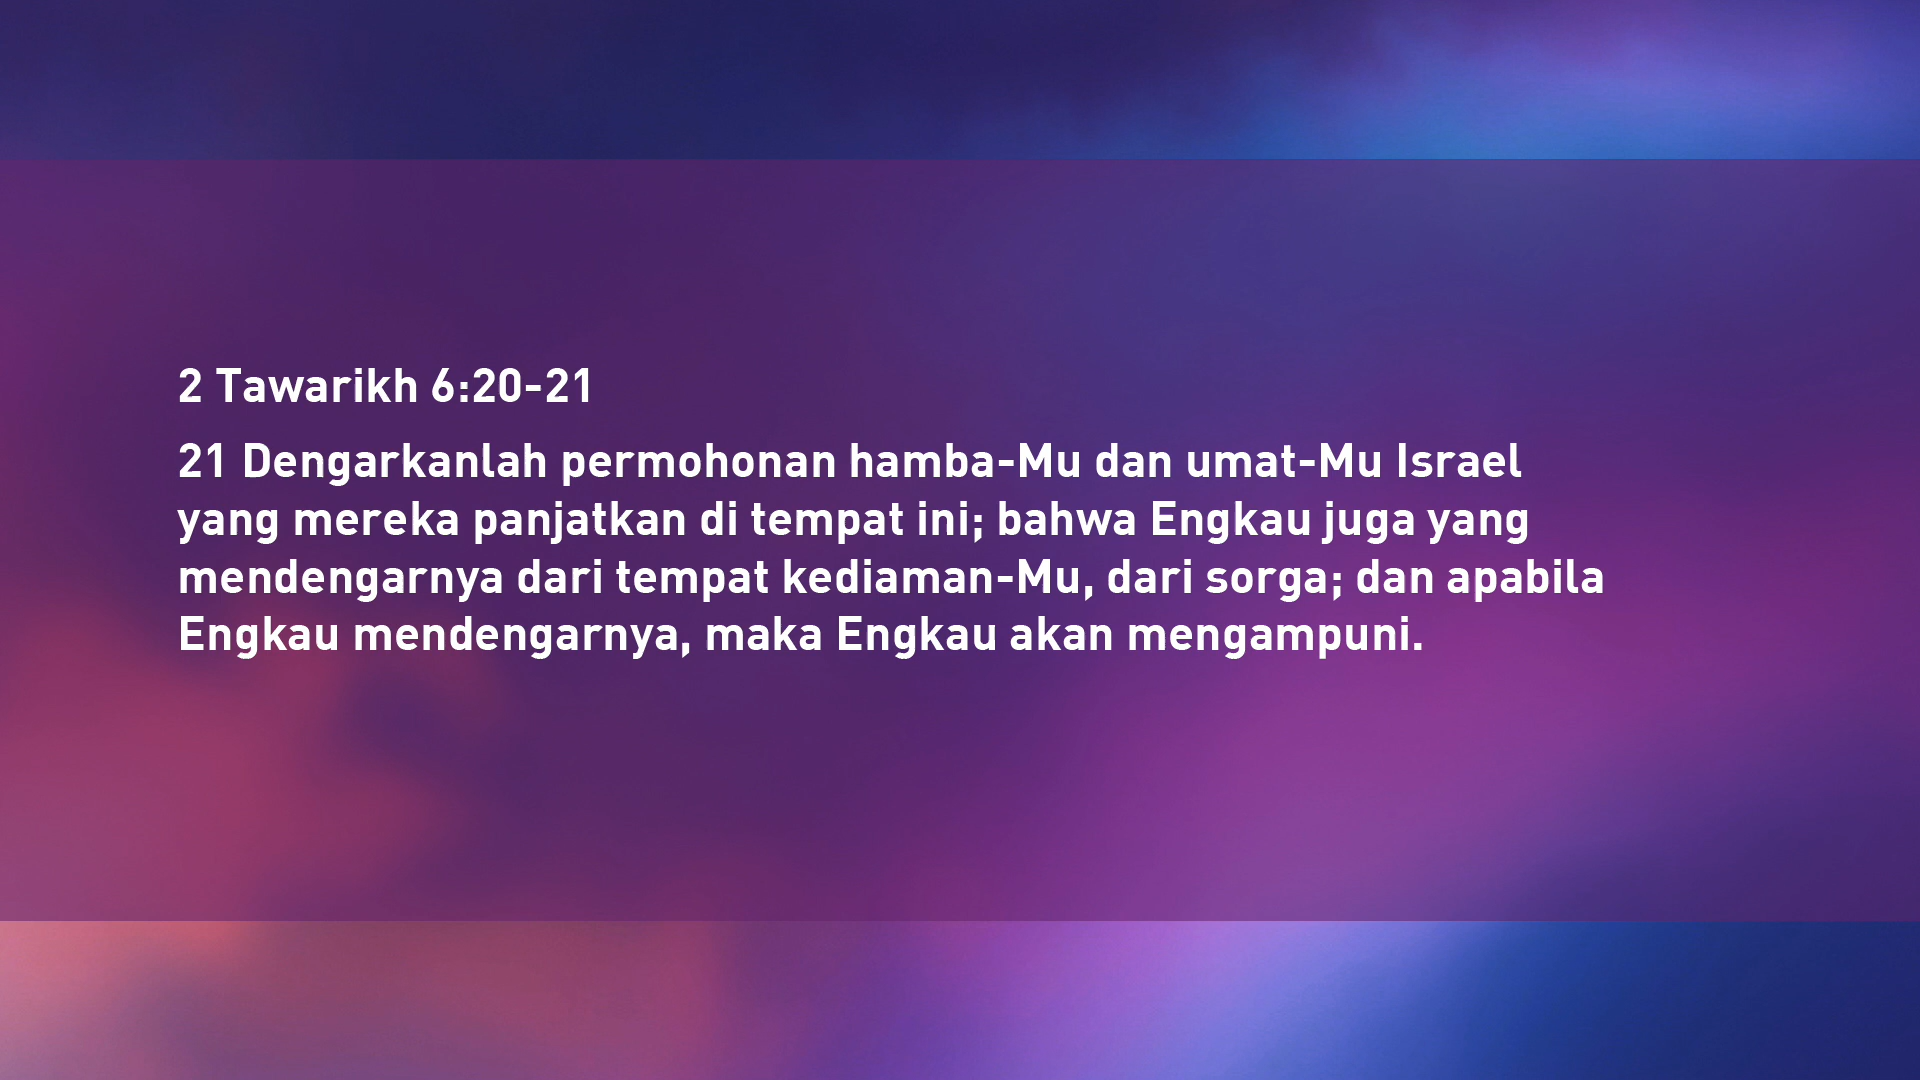 2 Tawarikh 6:20-21
21 Dengarkanlah permohonan hamba-Mu dan umat-Mu Israel
yang mereka panjatkan di tempat ini; bahwa Engkau juga yang
mendengarnya dari tempat kediaman-Mu, dari sorga; dan apabila
Engkau mendengarnya, maka Engkau akan mengampuni.